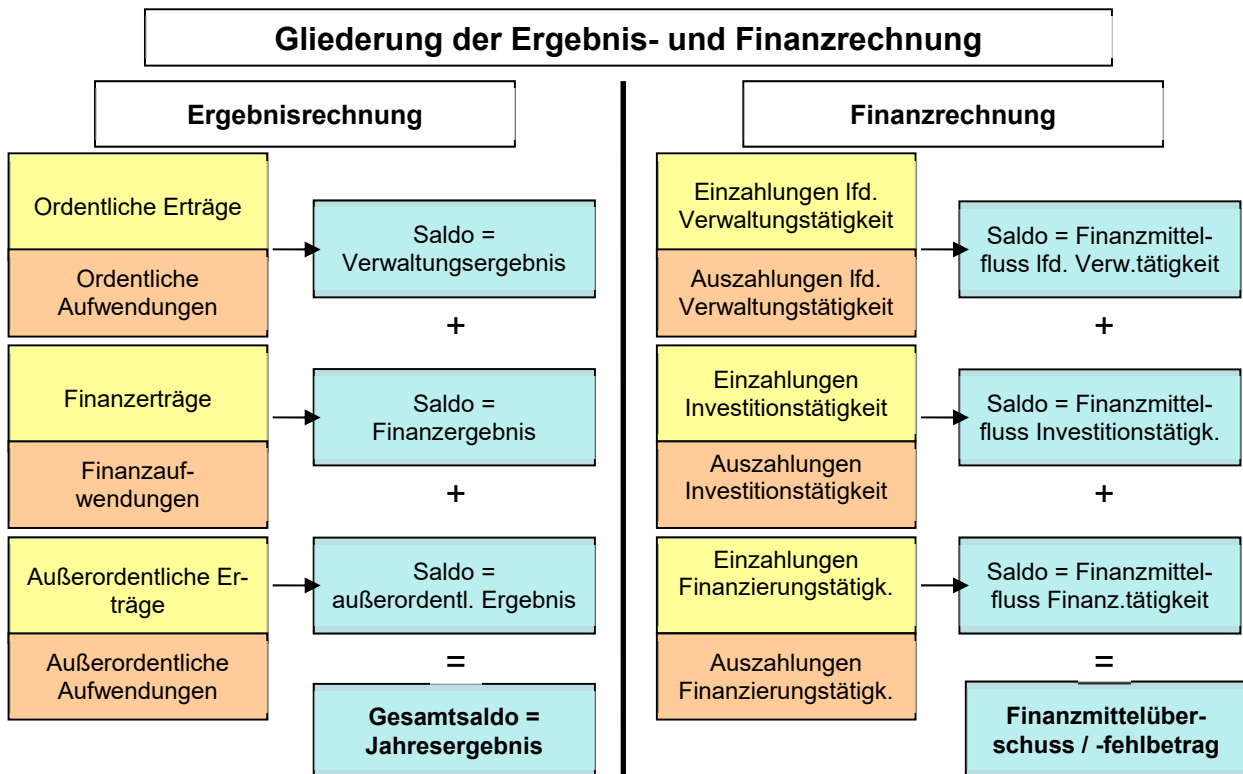 Gliederung der Ergebnis- und Finanzrechnung
Ergebnisrechnung
Ordentliche Erträge
Ordentliche
Aufwendungen
Saldo =
Verwaltungsergebnis
+
Finanzerträge
Finanzauf-
wendungen
Saldo =
Finanzergebnis
+
Außerordentliche Er-
träge
Außerordentliche
Aufwendungen
Saldo =
außerordentl. Ergebnis
=
Gesamtsaldo =
Jahresergebnis
Finanzrechnung
Einzahlungen lfd.
Verwaltungstätigkeit
Auszahlungen lfd.
Verwaltungstätigkeit
Saldo = Finanzmittel-
fluss lfd. Verw.tätigkeit
+
Einzahlungen
Investitionstätigkeit
Auszahlungen
Investitionstätigkeit
Saldo = Finanzmittel-
fluss Investitionstätigk.
+
Einzahlungen
Finanzierungstätigk.
Auszahlungen
Finanzierungstätigk.
Saldo = Finanzmittel-
fluss Finanz.tätigkeit
=
Finanzmittelüber-
schuss / -fehlbetrag